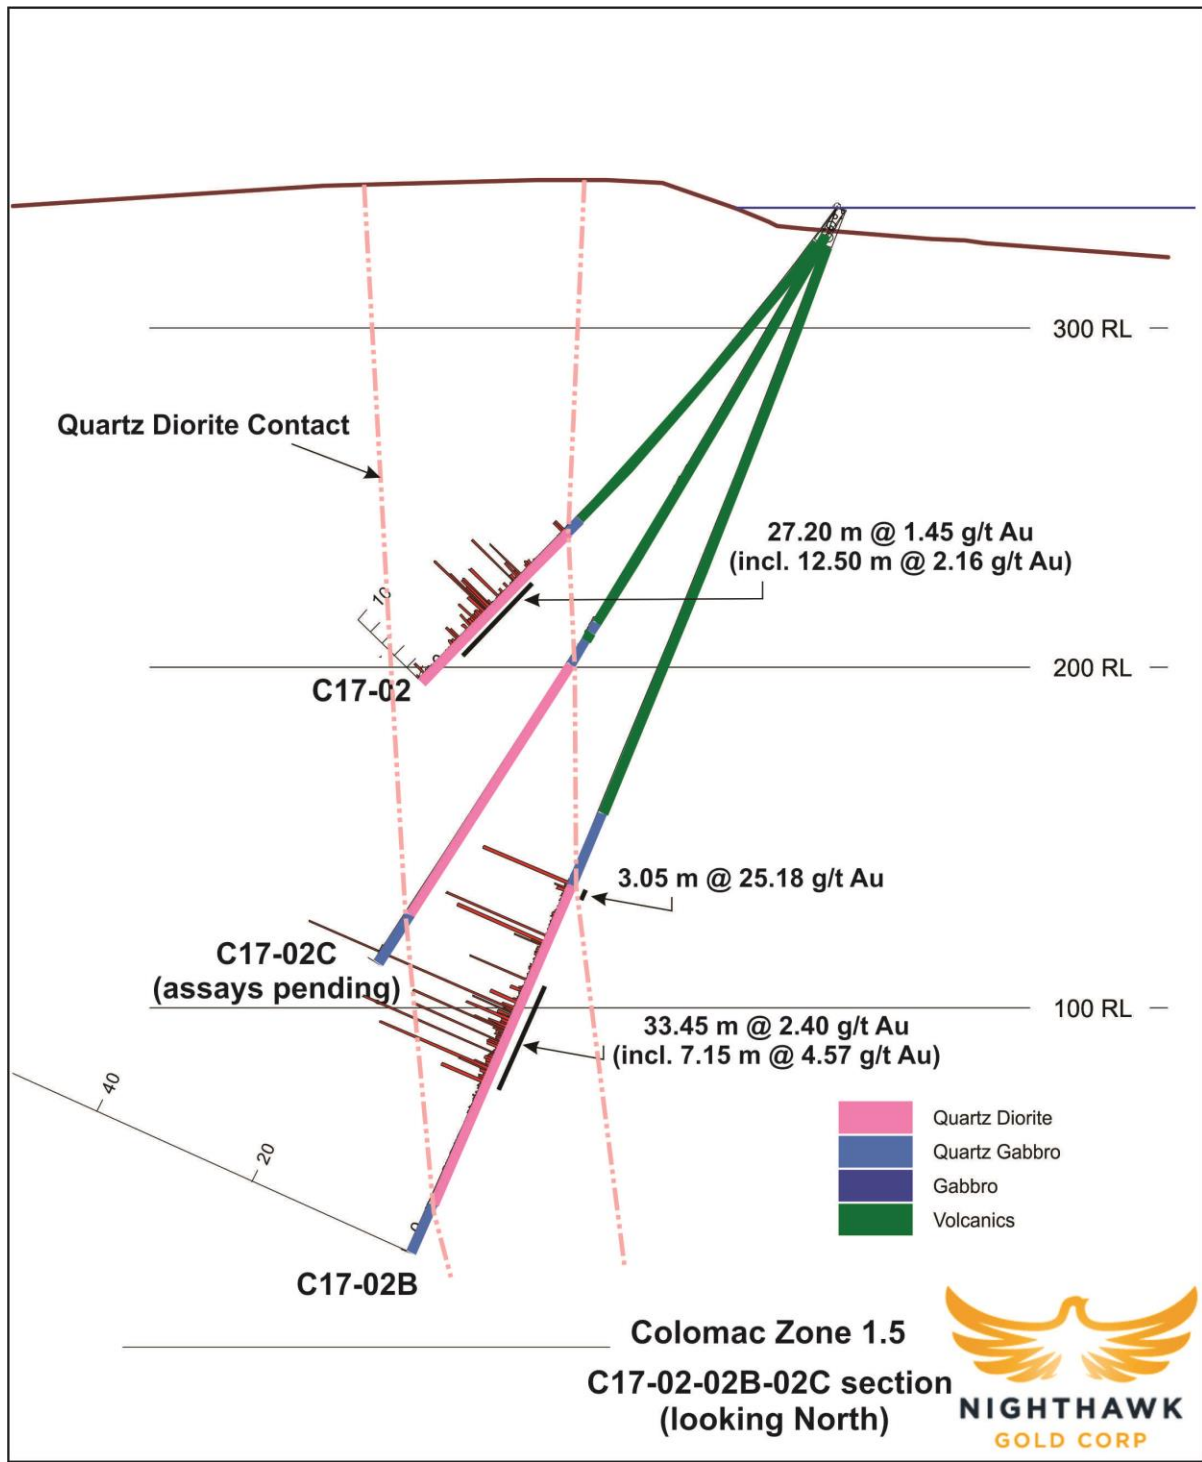 300 RL
Quartz Diorite Contact
27.20 m @ 1.45 g/t Au
(incl. 12.50 m @ 2.16 g/t Au)
10
0
C17-02
200 RL
3.05 m @ 25.18 g/t Au
C17-02C
(assays pending)
100 RL
33.45 m @ 2.40 g/t Au
(incl. 7.15 m @ 4.57 g/t Au)
40
20
0
Quartz Diorite
Quartz Gabbro
Gabbro
Volcanics
C17-02B
Colomac Zone 1.5
C17-02-02B-02C section
(looking North)
NIGHTHAWK
GOLD CORP